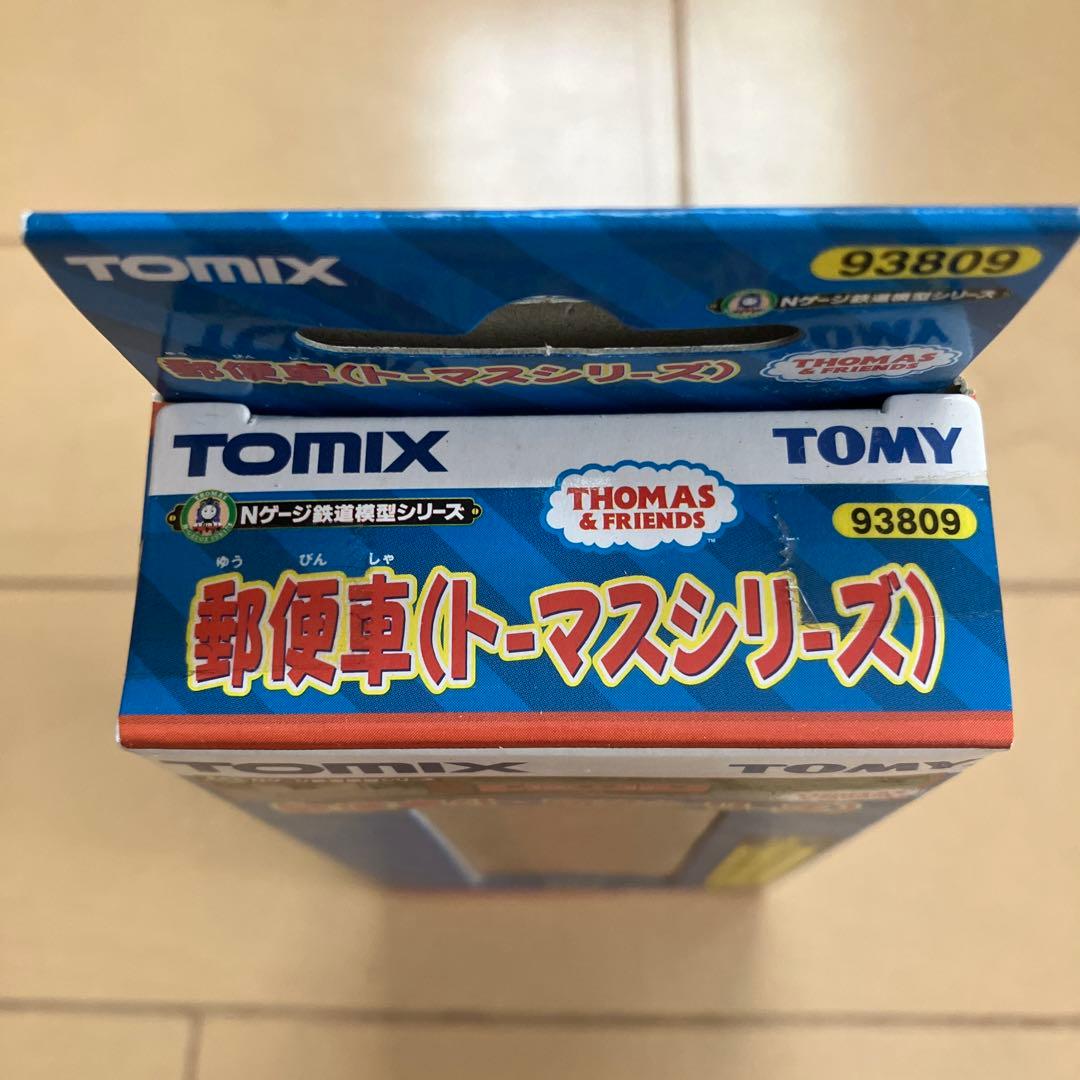 TOMIX
93809
Nゲージ鉄道模型シリーズ
郵便車(トーマスシリーズ)
THOMAS
& FRIENDS
TOMIX
TOMY
Nゲージ鉄道模型シリーズ
THOMAS
& FRIENDS
™
93809
ゆう びん しゃ
郵便車(トーマスシリーズ)
TOMIX
TOMY